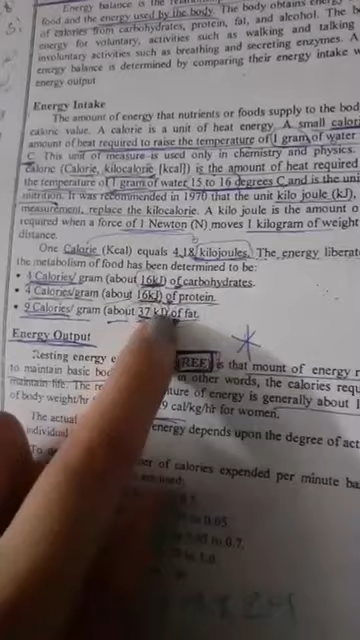 Energy balance is the
food and the energy used by the body. The body obtains energy
of calories from carbohydrates, protein, fat, and alcohol. The b
energy for voluntary, activities such as walking and talking
involuntary activities such as breathing and secreting enzymes. A
energy balance is determined by comparing their energy intake w
energy output
Energy Intake
The amount of energy that nutrients or foods supply to the bod
caloric value. A calorie is a unit of heat energy. A small calor
amount of heat required to raise the temperature of 1 gram of water
C. This unit of measure is used only in chemistry and physics.
calorie (Calorie, kilocalorie [kcal]) is the amount of heat required
the temperature of 1 gram of water 15 to 16 degrees C and is the uni
nutrition. It was recommended in 1970 that the unit kilo joule (kJ),
measurement, replace the kilocalorie. A kilo joule is the amount o
required when a force of 1 Newton (N) moves 1 kilogram of weight
distance.
One Calorie (Kcal) equals 4.18 kilojoules. The energy liberate
the metabolism of food has been determined to be:
• 4 Calories/ gram (about 16kJ) of carbohydrates.
• 4 Calories/gram (about 16kJ) of protein.
• 9 Calories/ gram (about 37 kJ) of fat.
Energy Output
Resting energy e (REE) is that mount of energy r
to maintain basic bo in other words, the calories requ
maintain life. The re ture of energy is generally about 1
of body weight/hr 9 cal/kg/hr for women.
The actual energy depends upon the degree of act
individual
er of calories expended per minute ba
are used:
to 0.05.
to 0.7.
1.0.